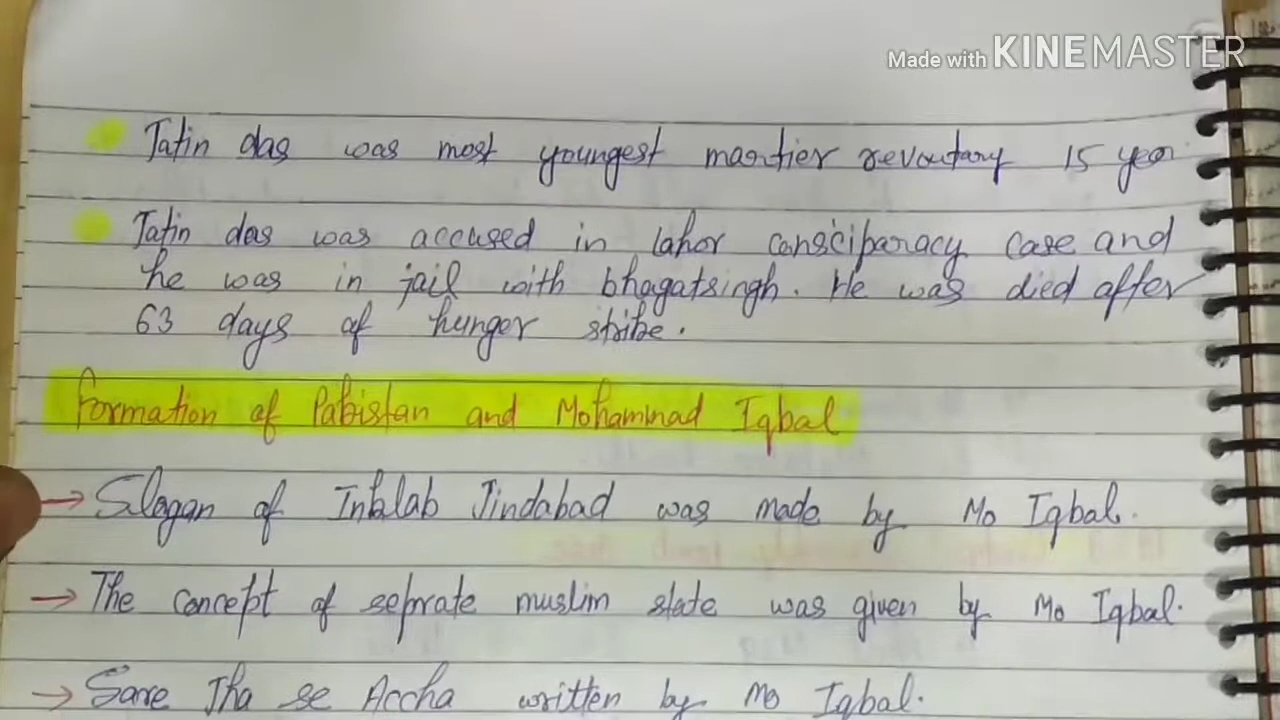 Made with KINEMASTER
Jatin das was most youngest martier revoutary 15 year
Jatin das was accused in lahor consciparacy case and
he was in jail with bhagatsingh. He was died after
63 days of hunger strike.
Formation of Pakistan and Mohammad Iqbal
→ Slogan of Inklab Jindabad was made by Mo Iqbal.
→ The concept of seprate muslim state was given by Mo Iqbal.
→ Sare Jha se Accha written by Mo Iqbal.